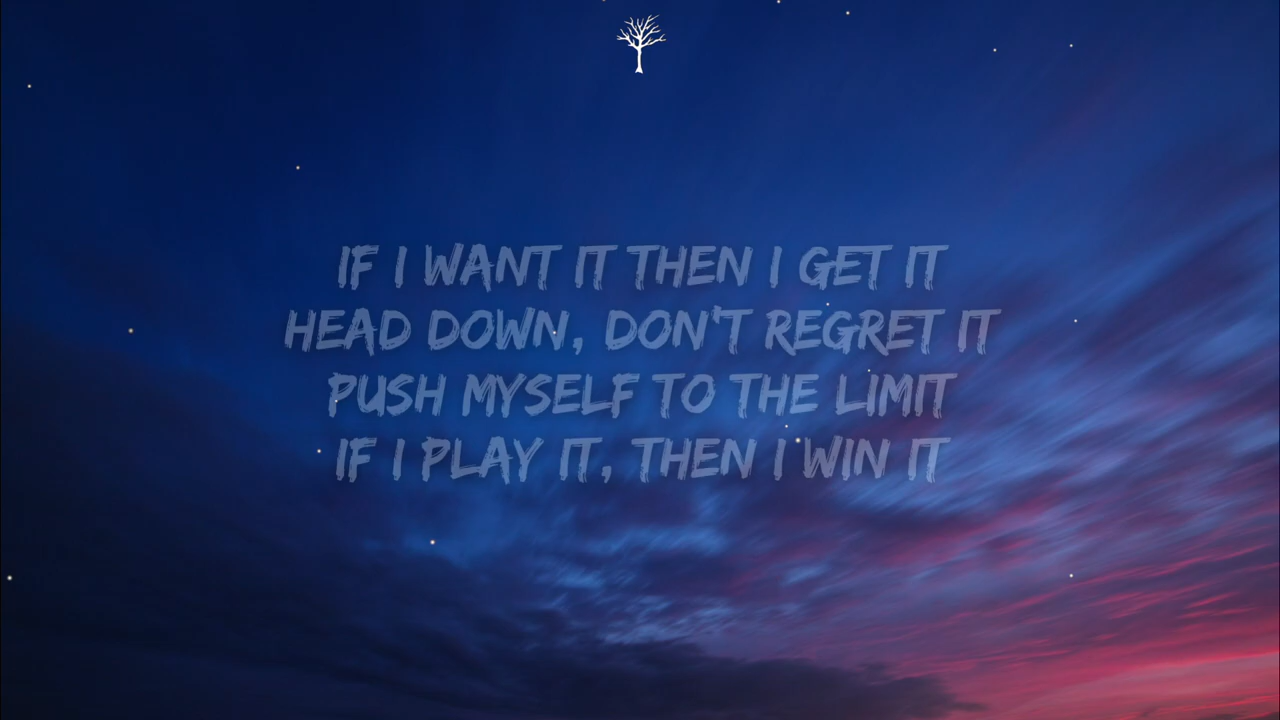 IF I WANT IT THEN I GET IT
HEAD DOWN, DON'T REGRET IT
PUSH MYSELF TO THE LIMIT
IF I PLAY IT, THEN I WIN IT